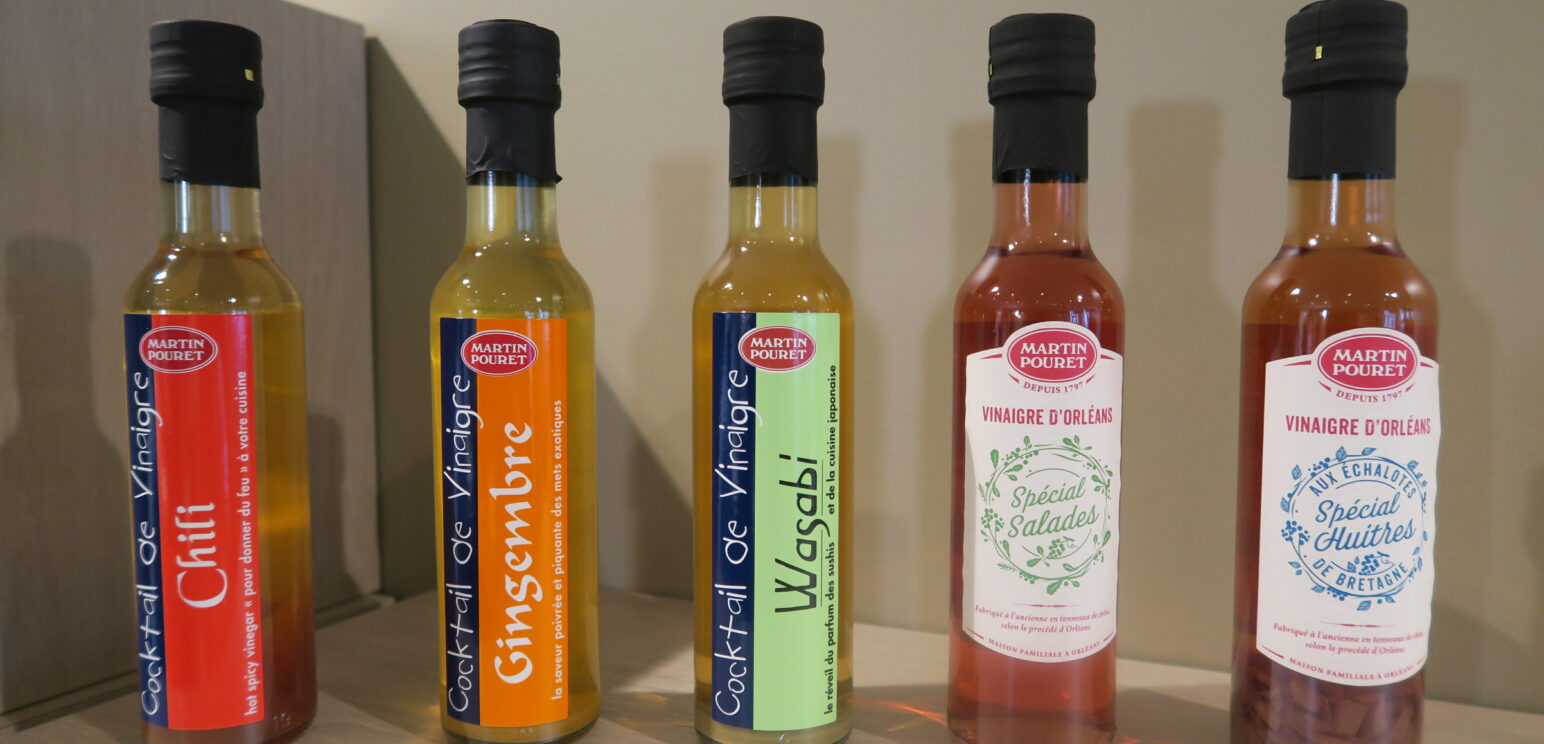 MARTIN
POURET
Cocktail de Vinaigre
Chili
hot spicy vinegar « pour donner du feu » à votre cuisine
MARTIN
POURET
Cocktail de Vinaigre
Gingembre
la saveur poivrée et piquante des mets exotiques
MARTIN
POURET
Cocktail de Vinaigre
Wasabi
le réveil du parfum des sushis et de la cuisine japonaise
MARTIN
POURET
DEPUIS 1797
VINAIGRE D'ORLÉANS
Spécial
Salades
Fabriqué à l'ancienne en tonneaux de chêne
selon le procédé d'Orléans
MAISON FAMILIALE À ORLÉANS
MARTIN
POURET
DEPUIS 1797
VINAIGRE D'ORLÉANS
AUX ÉCHALOTES
Spécial
Huitres
DE BRETAGNE
Fabriqué à l'ancienne en tonneaux de chêne
selon le procédé d'Orléans
MAISON FAMILIALE À ORLÉANS